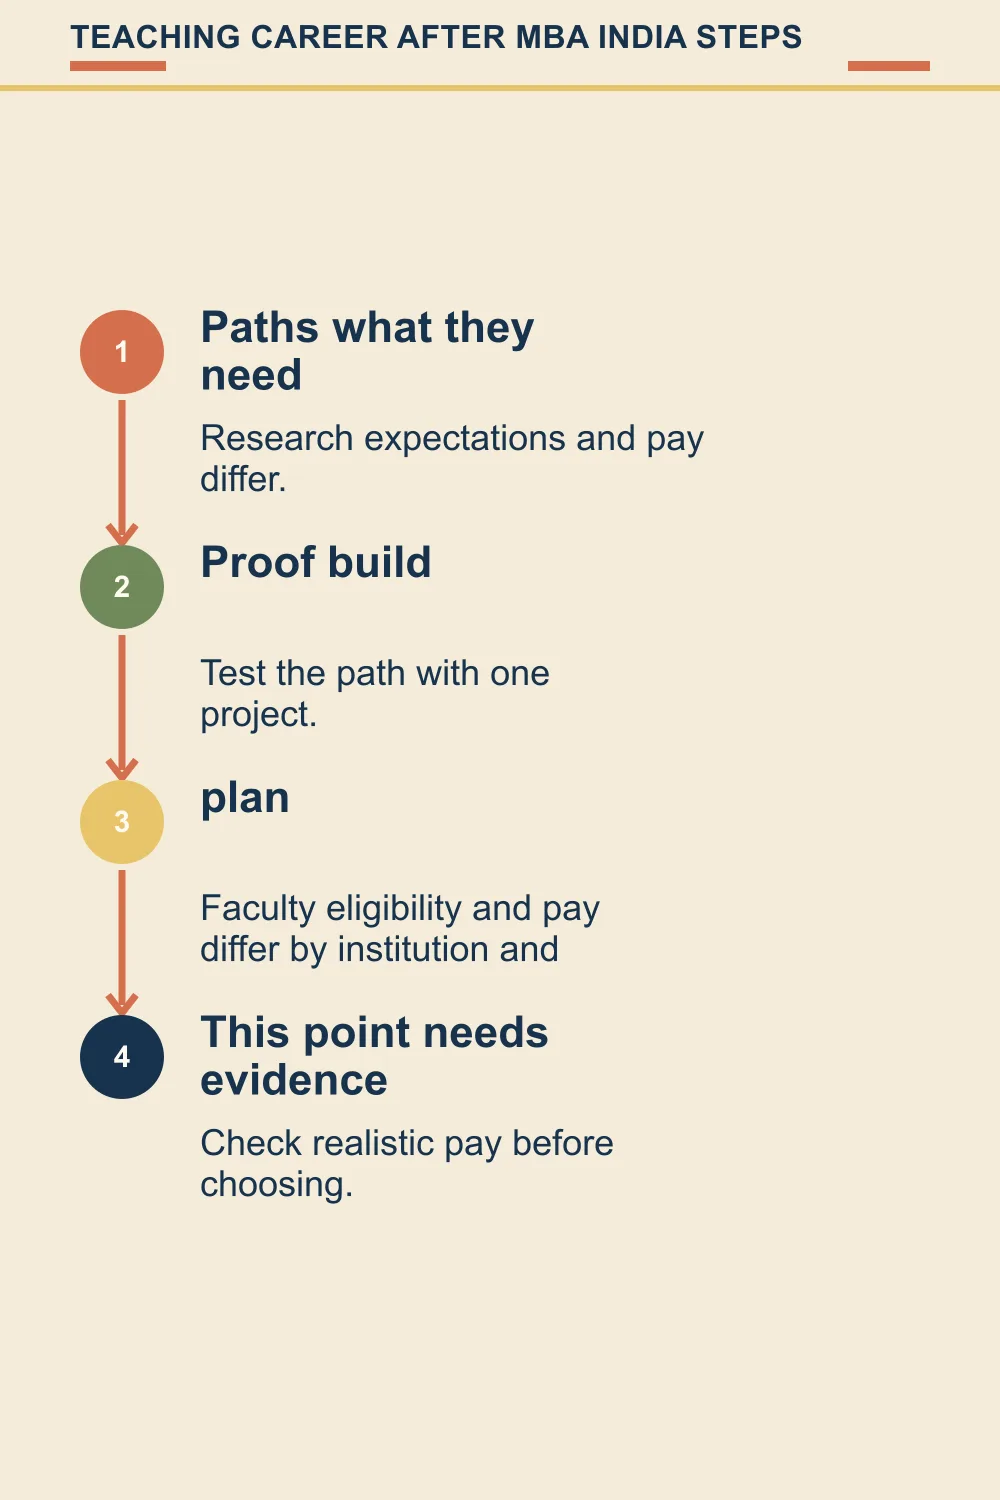 TEACHING CAREER AFTER MBA INDIA STEPS
1
Paths what they
need
Research expectations and pay
differ.
2
Proof build
Test the path with one
project.
3
plan
Faculty eligibility and pay
differ by institution and
4
This point needs
evidence
Check realistic pay before
choosing.